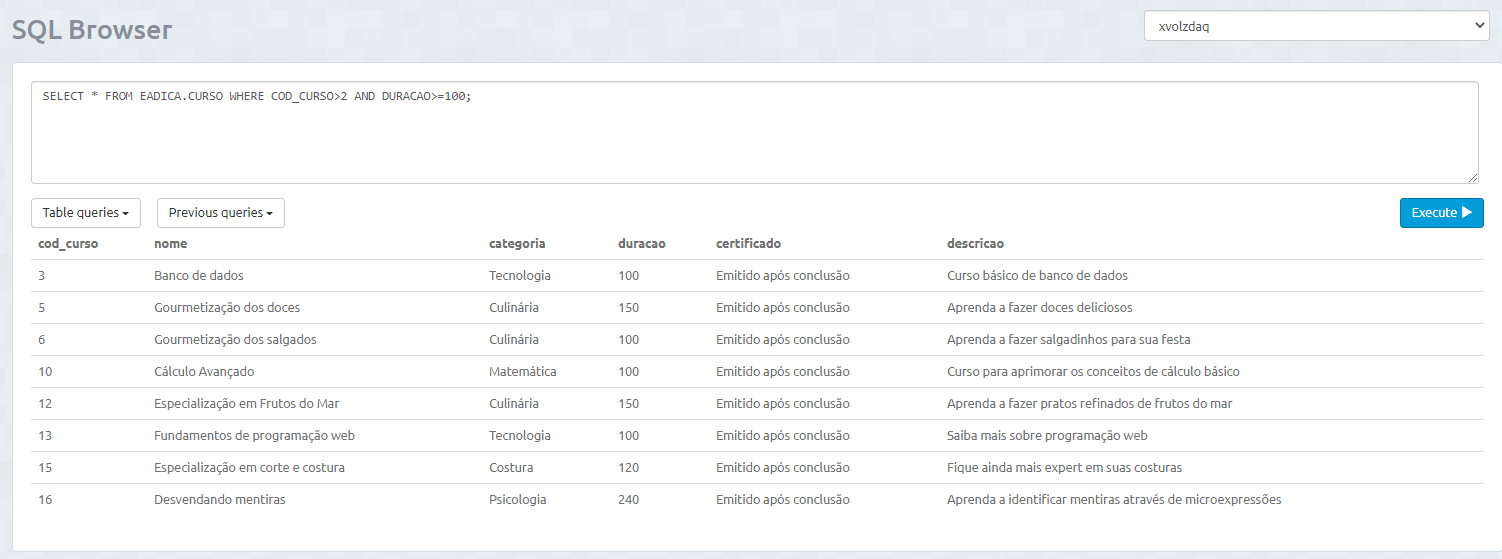 SQL Browser
xvolzdaq
SELECT * FROM EADICA.CURSO WHERE COD_CURSO>2 AND DURACAO>=100;
Table queries Previous queries Execute
cod_curso nome categoria duracao certificado descricao
3 Banco de dados Tecnologia 100 Emitido após conclusão Curso básico de banco de dados
5 Gourmetização dos doces Culinária 150 Emitido após conclusão Aprenda a fazer doces deliciosos
6 Gourmetização dos salgados Culinária 100 Emitido após conclusão Aprenda a fazer salgadinhos para sua festa
10 Cálculo Avançado Matemática 100 Emitido após conclusão Curso para aprimorar os conceitos de cálculo básico
12 Especialização em Frutos do Mar Culinária 150 Emitido após conclusão Aprenda a fazer pratos refinados de frutos do mar
13 Fundamentos de programação web Tecnologia 100 Emitido após conclusão Saiba mais sobre programação web
15 Especialização em corte e costura Costura 120 Emitido após conclusão Fique ainda mais expert em suas costuras
16 Desvendando mentiras Psicologia 240 Emitido após conclusão Aprenda a identificar mentiras através de microexpressões